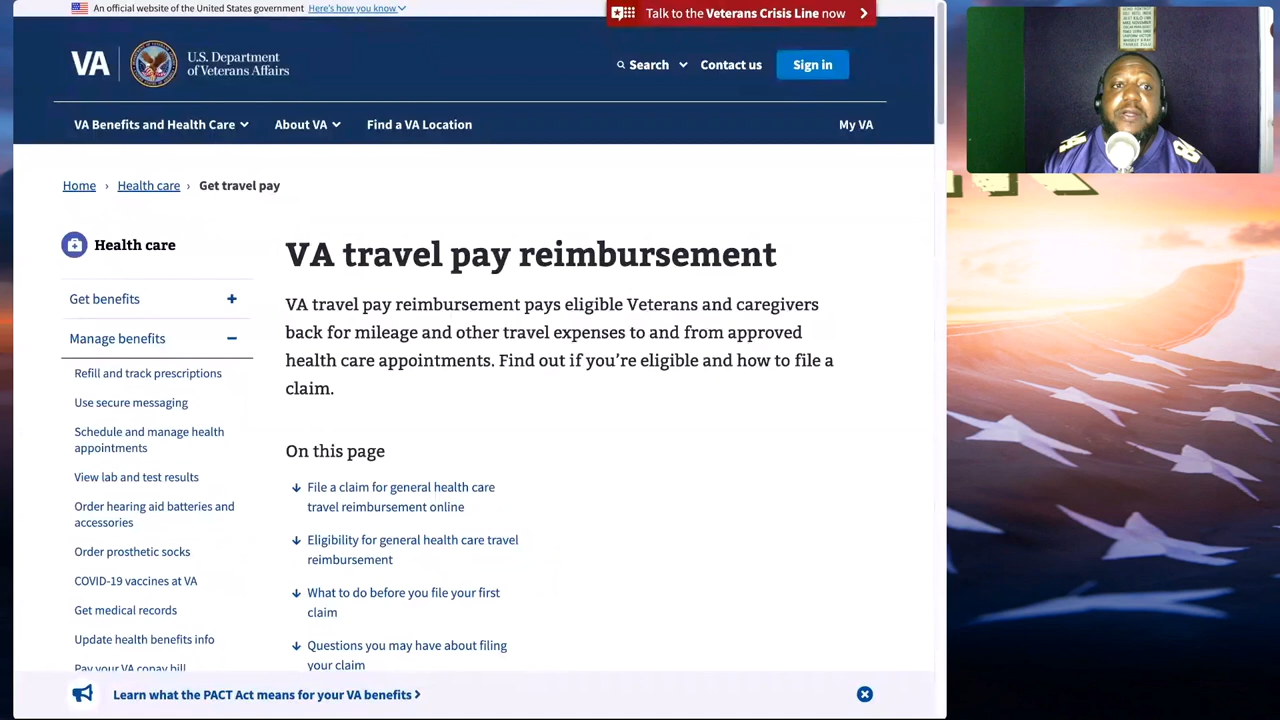 An official website of the United States government Here's how you know
Talk to the Veterans Crisis Line now
VA
U.S. Department
of Veterans Affairs
Search
Contact us
Sign in
VA Benefits and Health Care
About VA
Find a VA Location
My VA
Home › Health care › Get travel pay
Health care
Get benefits
Manage benefits
Refill and track prescriptions
Use secure messaging
Schedule and manage health
appointments
View lab and test results
Order hearing aid batteries and
accessories
Order prosthetic socks
COVID-19 vaccines at VA
Get medical records
Update health benefits info
Pay your VA copay bill
VA travel pay reimbursement
VA travel pay reimbursement pays eligible Veterans and caregivers
back for mileage and other travel expenses to and from approved
health care appointments. Find out if you're eligible and how to file a
claim.
On this page
File a claim for general health care
travel reimbursement online
Eligibility for general health care travel
reimbursement
What to do before you file your first
claim
Questions you may have about filing
your claim
Learn what the PACT Act means for your VA benefits